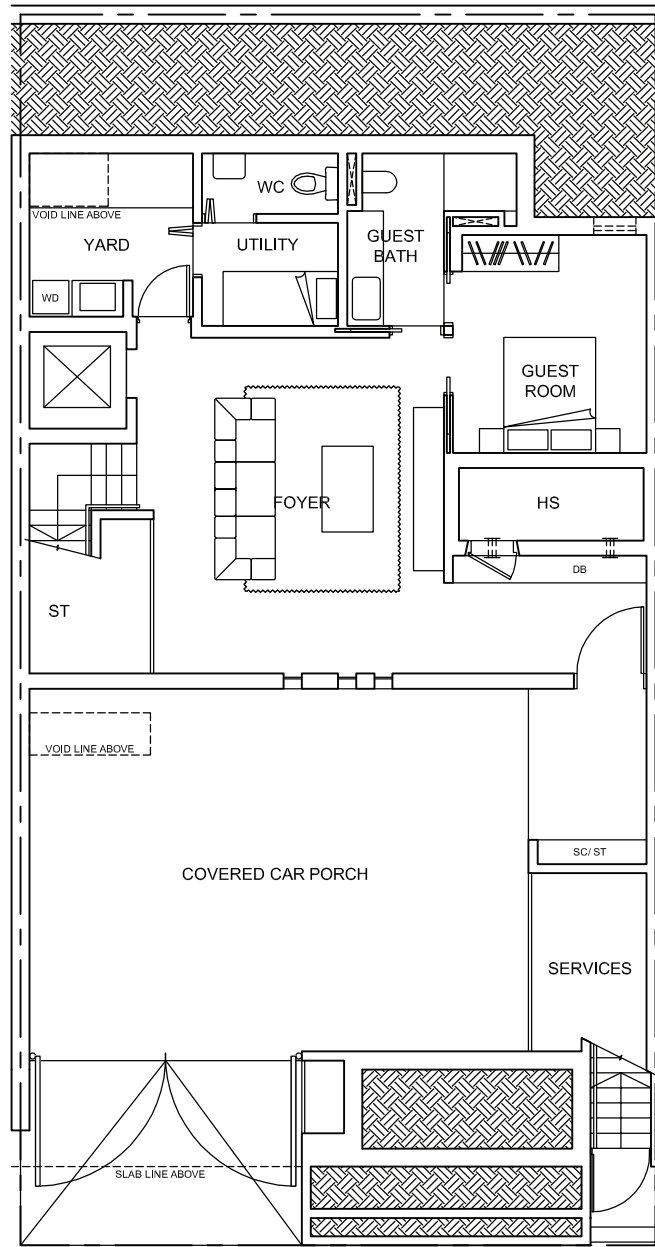 WC
VOID LINE ABOVE
YARD
UTILITY
GUEST
BATH
WD
GUEST
ROOM
FOYER
HS
DB
ST
VOID LINE ABOVE
SC/ ST
COVERED CAR PORCH
SERVICES
SLAB LINE ABOVE